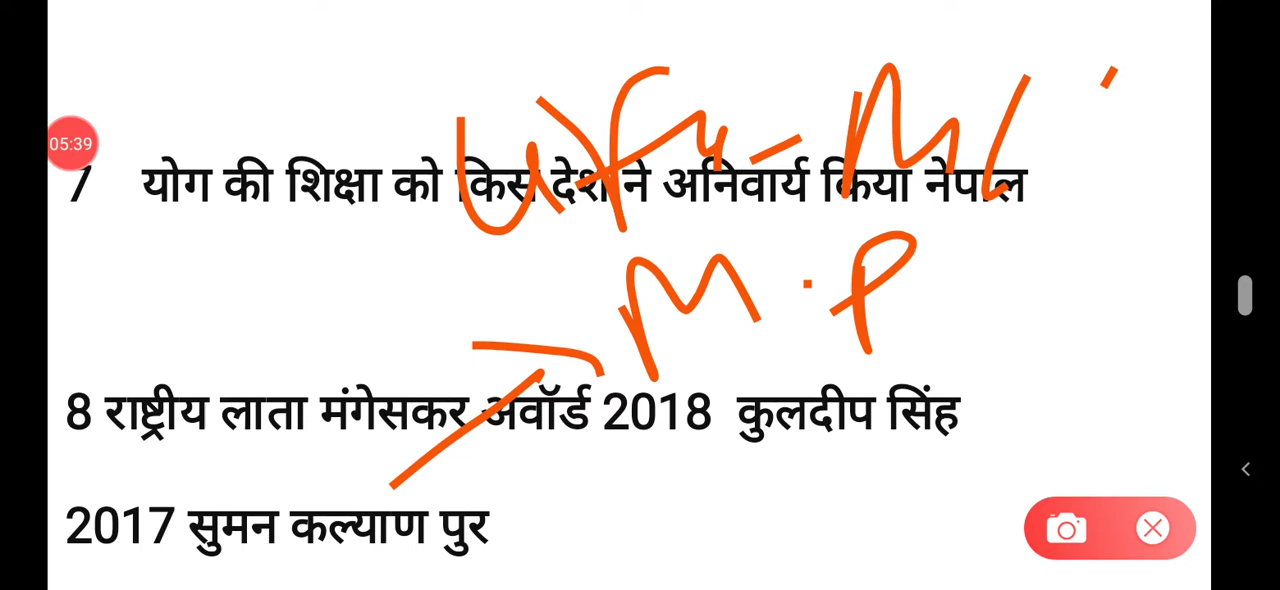 05:39
7 योग की शिक्षा को किस देश ने अनिवार्य किया नेपाल
M.P
8 राष्ट्रीय लाता मंगेसकर अवॉर्ड 2018 कुलदीप सिंह
2017 सुमन कल्याण पुर